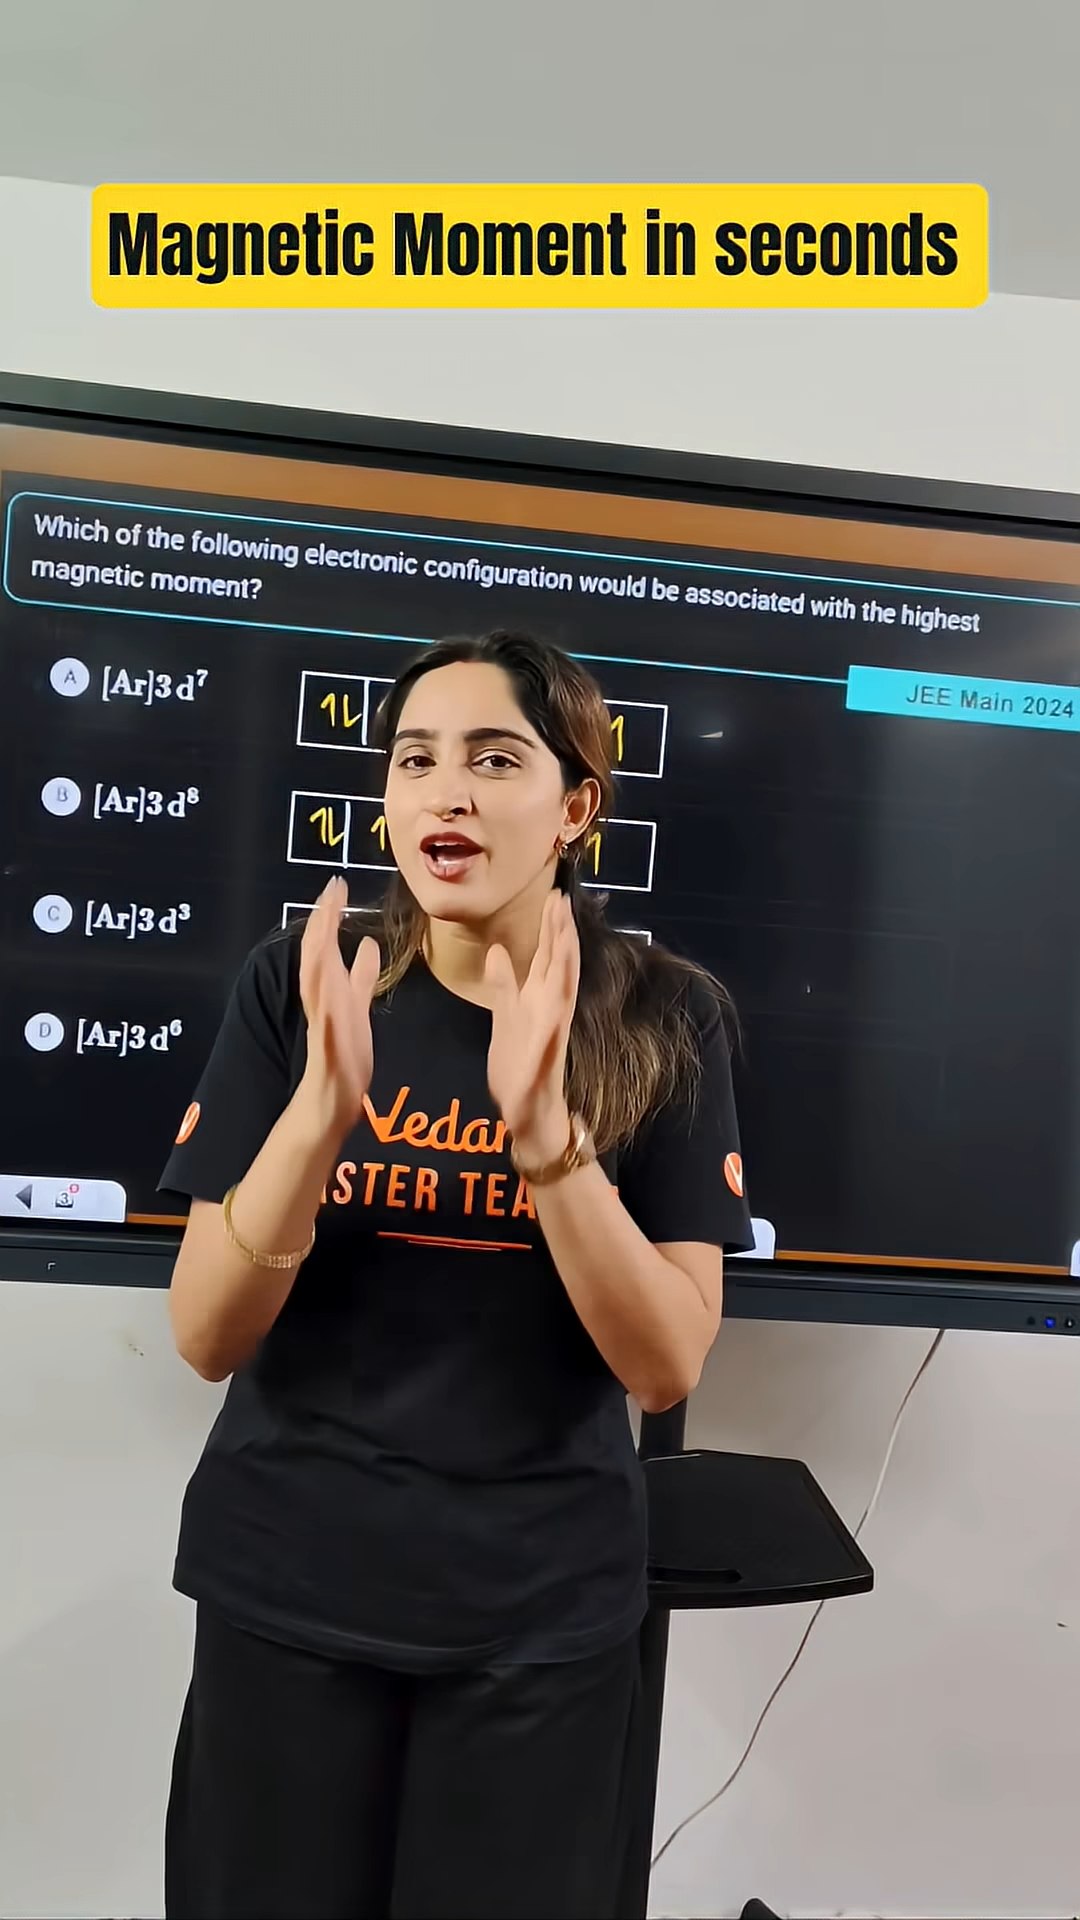 Magnetic Moment in seconds
Which of the following electronic configuration would be associated with the highest
magnetic moment?
JEE Main 2024
A [Ar]3d⁷
B [Ar]3d⁸
C [Ar]3d³
D [Ar]3d⁶
3